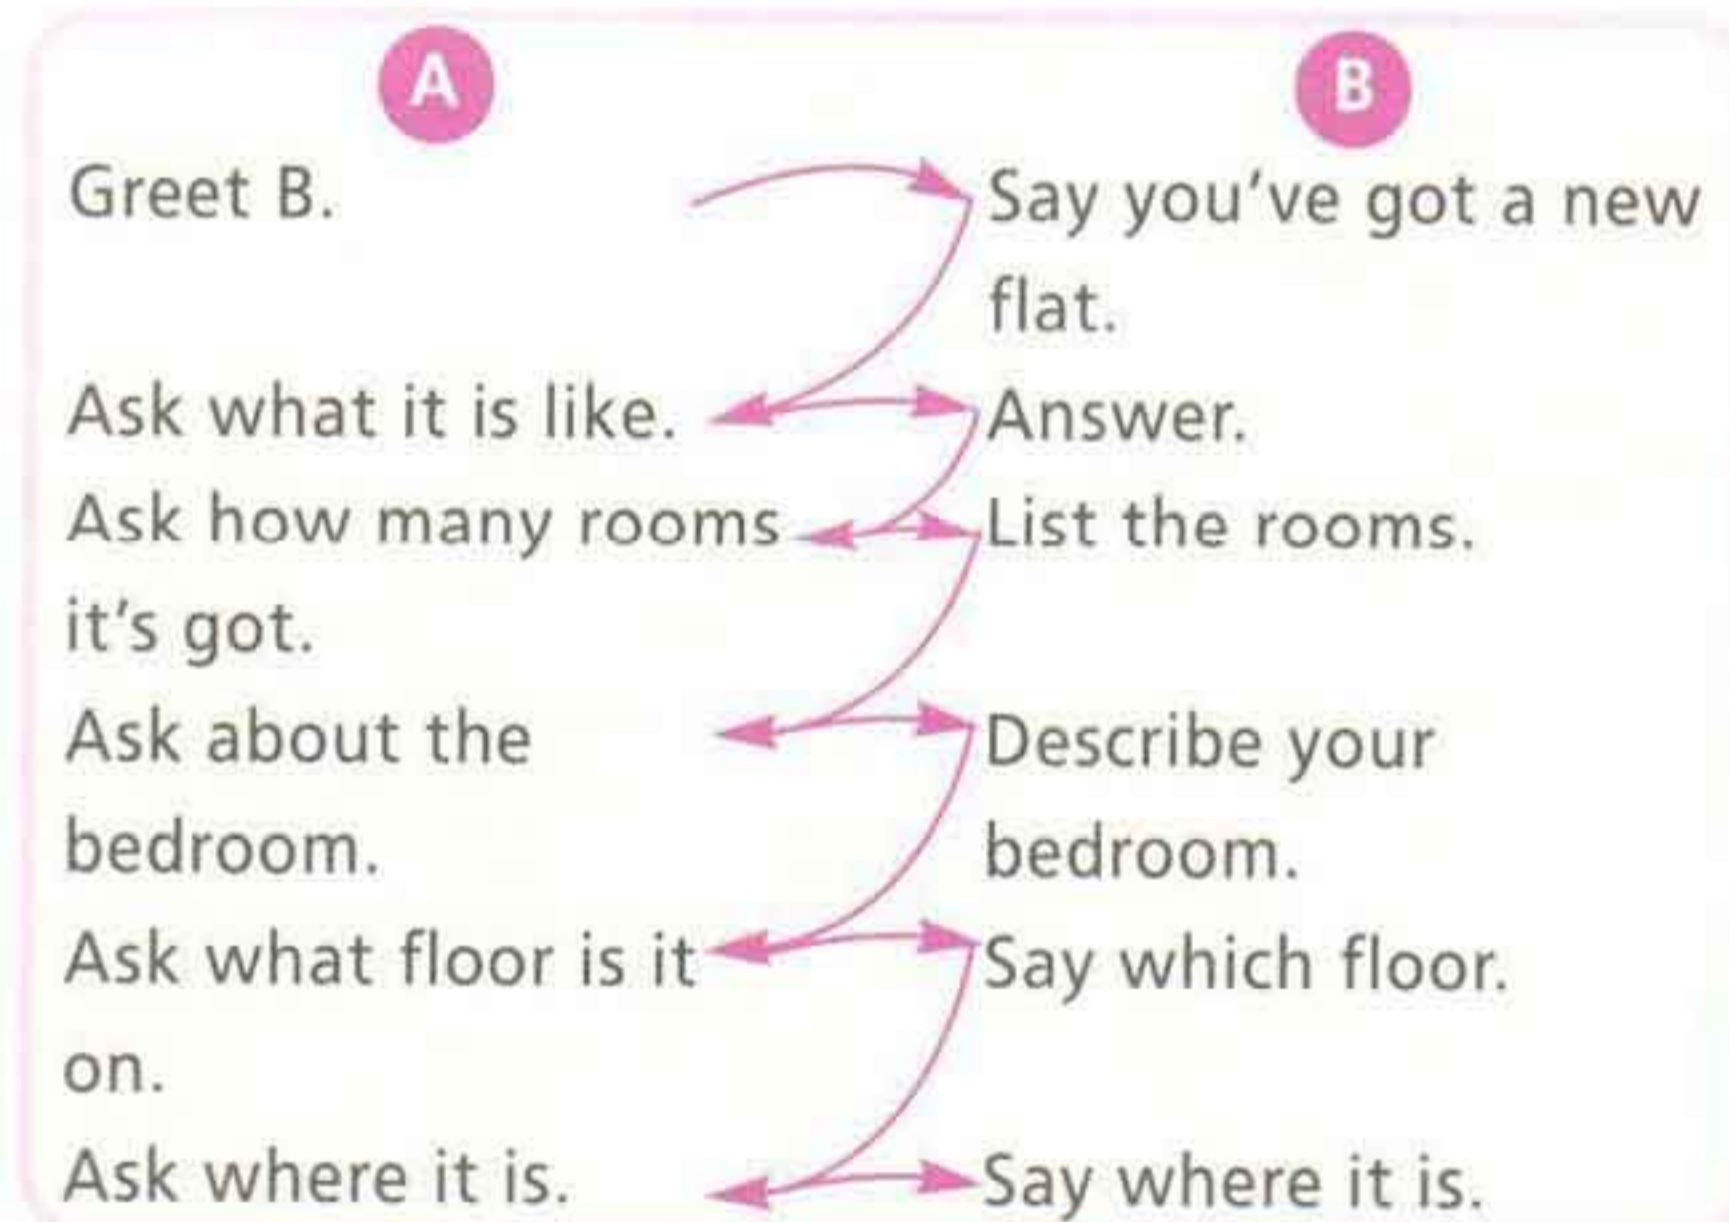 A
B
Greet B.
Say you've got a new
flat.
Ask what it is like.
Answer.
Ask how many rooms
it's got.
List the rooms.
Ask about the
bedroom.
Describe your
bedroom.
Ask what floor is it
on.
Say which floor.
Ask where it is.
Say where it is.